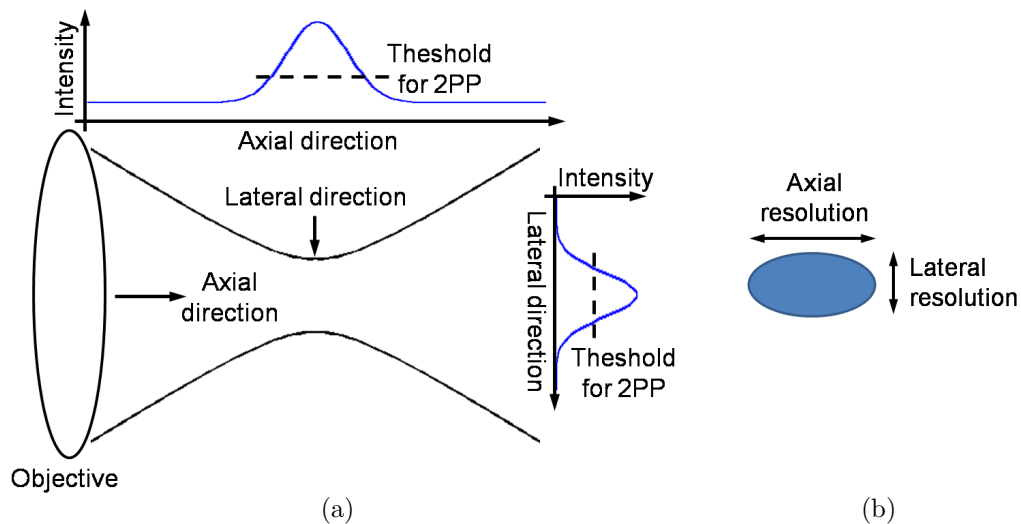 Intensity
Theshold
for 2PP
Axial direction
Lateral direction
Axial
direction
Objective
Intensity
Lateral direction
Theshold
for 2PP
(a)
Axial
resolution
Lateral
resolution
(b)